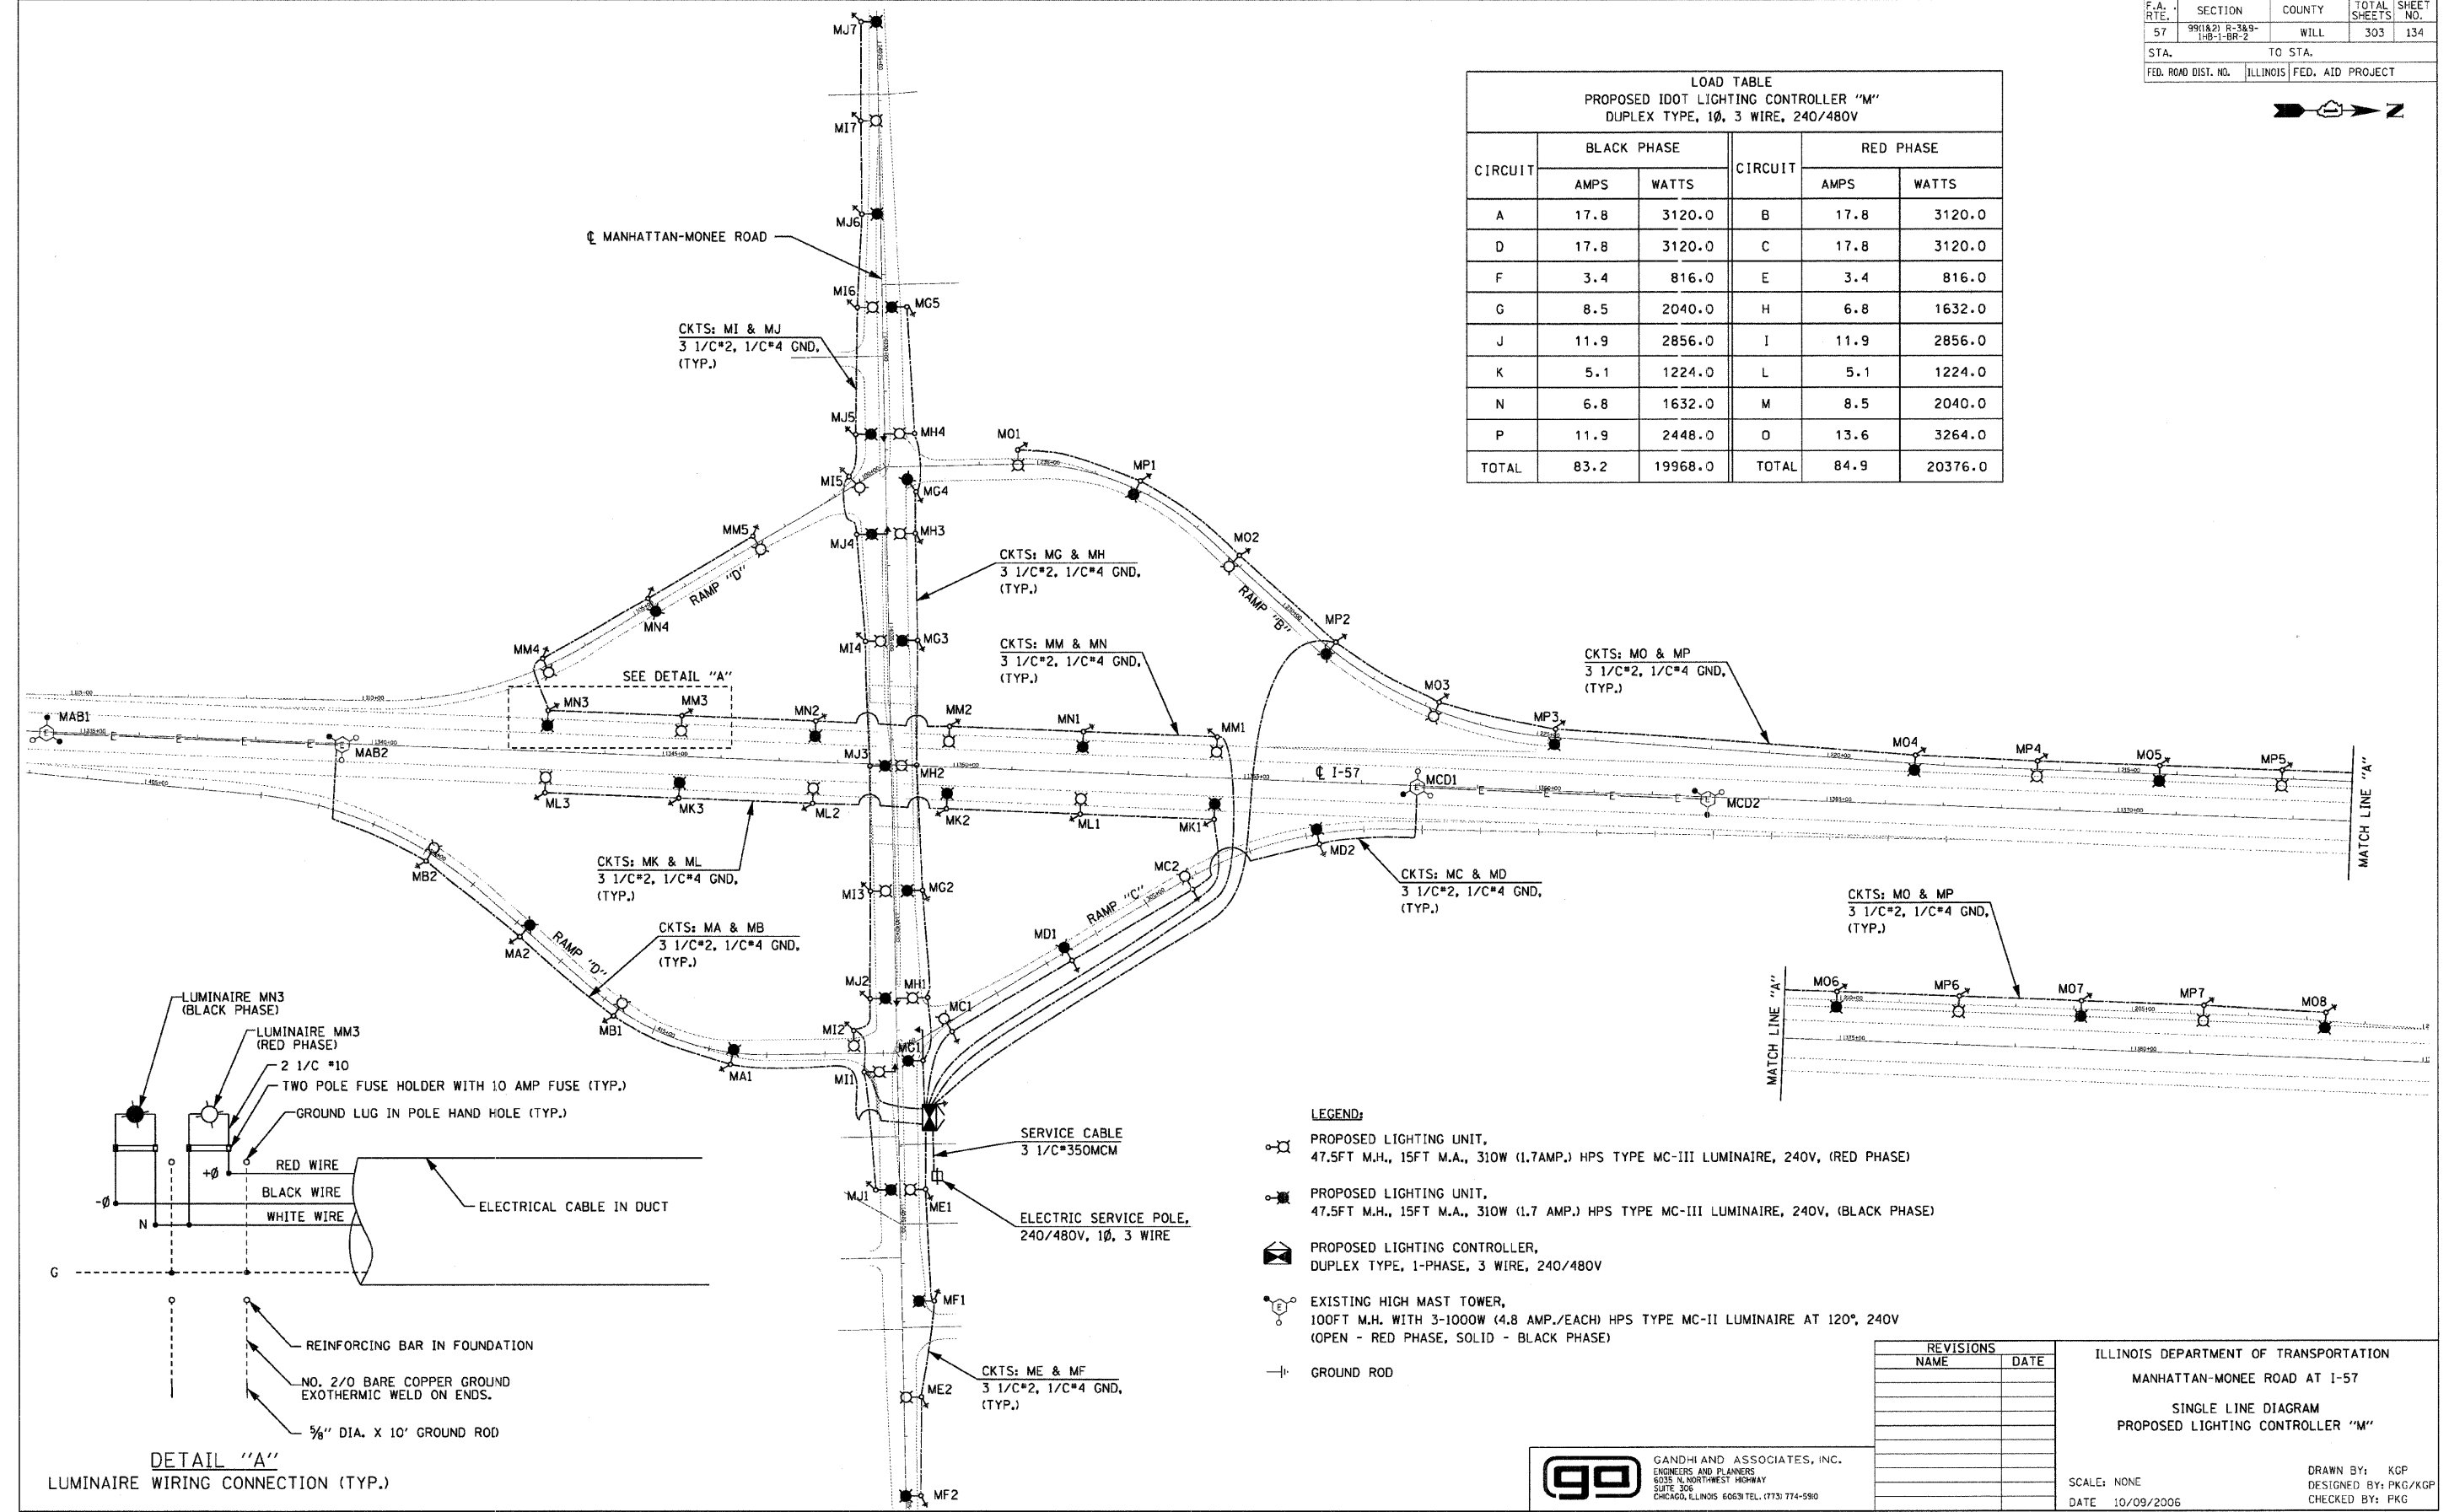 F.A. RTE. SECTION COUNTY TOTAL SHEETS SHEET NO.
57 99(1&2) R-3&9-1HB-1-BR-2 WILL 303 134
STA. TO STA.
FED. ROAD DIST. NO. ILLINOIS FED. AID PROJECT
N
LOAD TABLE
PROPOSED IDOT LIGHTING CONTROLLER "M"
DUPLEX TYPE, 1Ø, 3 WIRE, 240/480V
CIRCUIT BLACK PHASE CIRCUIT RED PHASE
AMPS WATTS AMPS WATTS
A 17.8 3120.0 B 17.8 3120.0
D 17.8 3120.0 C 17.8 3120.0
F 3.4 816.0 E 3.4 816.0
G 8.5 2040.0 H 6.8 1632.0
J 11.9 2856.0 I 11.9 2856.0
K 5.1 1224.0 L 5.1 1224.0
N 6.8 1632.0 M 8.5 2040.0
P 11.9 2448.0 O 13.6 3264.0
TOTAL 83.2 19968.0 TOTAL 84.9 20376.0
MJ7
MI7
MJ6
℄ MANHATTAN-MONEE ROAD
MI6
MG5
CKTS: MI & MJ
3 1/C#2, 1/C#4 GND,
(TYP.)
MJ5
MH4
MO1
MI5
MG4
MP1
MM5
MJ4
MH3
MO2
CKTS: MG & MH
3 1/C#2, 1/C#4 GND,
(TYP.)
RAMP "D"
MN4
RAMP "B"
MP2
MM4
MI4
MG3
CKTS: MM & MN
3 1/C#2, 1/C#4 GND,
(TYP.)
CKTS: MO & MP
3 1/C#2, 1/C#4 GND,
(TYP.)
SEE DETAIL "A"
MO3
MAB1
MN3
MM3
MN2
MM2
MN1
MM1
MP3
MO4
MP4
MO5
MP5
E E E E
MAB2
MJ3
MH2
℄ I-57
MCD1
E E E E
MCD2
MATCH LINE "A"
ML3
MK3
ML2
MK2
ML1
MK1
MD2
MB2
CKTS: MK & ML
3 1/C#2, 1/C#4 GND,
(TYP.)
MC2
CKTS: MC & MD
3 1/C#2, 1/C#4 GND,
(TYP.)
MI3
MG2
RAMP "C"
CKTS: MO & MP
3 1/C#2, 1/C#4 GND,
(TYP.)
MA2
RAMP "D"
CKTS: MA & MB
3 1/C#2, 1/C#4 GND,
(TYP.)
MD1
MJ2
MH1
MC1
MB1
MI2
MG1
MA1
MI1
MATCH LINE "A"
MO6
MP6
MO7
MP7
MO8
LUMINAIRE MN3
(BLACK PHASE)
LUMINAIRE MM3
(RED PHASE)
2 1/C #10
TWO POLE FUSE HOLDER WITH 10 AMP FUSE (TYP.)
GROUND LUG IN POLE HAND HOLE (TYP.)
+Ø RED WIRE
-Ø BLACK WIRE
N WHITE WIRE
ELECTRICAL CABLE IN DUCT
G
REINFORCING BAR IN FOUNDATION
NO. 2/0 BARE COPPER GROUND
EXOTHERMIC WELD ON ENDS.
5/8" DIA. X 10' GROUND ROD
DETAIL "A"
LUMINAIRE WIRING CONNECTION (TYP.)
SERVICE CABLE
3 1/C#350MCM
MJ1
ME1
ELECTRIC SERVICE POLE,
240/480V, 1Ø, 3 WIRE
MF1
CKTS: ME & MF
3 1/C#2, 1/C#4 GND,
(TYP.)
ME2
MF2
LEGEND:
PROPOSED LIGHTING UNIT,
47.5FT M.H., 15FT M.A., 310W (1.7AMP.) HPS TYPE MC-III LUMINAIRE, 240V, (RED PHASE)
PROPOSED LIGHTING UNIT,
47.5FT M.H., 15FT M.A., 310W (1.7 AMP.) HPS TYPE MC-III LUMINAIRE, 240V, (BLACK PHASE)
PROPOSED LIGHTING CONTROLLER,
DUPLEX TYPE, 1-PHASE, 3 WIRE, 240/480V
E EXISTING HIGH MAST TOWER,
100FT M.H. WITH 3-1000W (4.8 AMP./EACH) HPS TYPE MC-II LUMINAIRE AT 120°, 240V
(OPEN - RED PHASE, SOLID - BLACK PHASE)
GROUND ROD
ga
GANDHI AND ASSOCIATES, INC.
ENGINEERS AND PLANNERS
6035 N. NORTHWEST HIGHWAY
SUITE 306
CHICAGO, ILLINOIS 60631 TEL. (773) 774-5910
REVISIONS
NAME DATE
ILLINOIS DEPARTMENT OF TRANSPORTATION
MANHATTAN-MONEE ROAD AT I-57
SINGLE LINE DIAGRAM
PROPOSED LIGHTING CONTROLLER "M"
SCALE: NONE
DATE 10/09/2006
DRAWN BY: KGP
DESIGNED BY: PKG/KGP
CHECKED BY: PKG